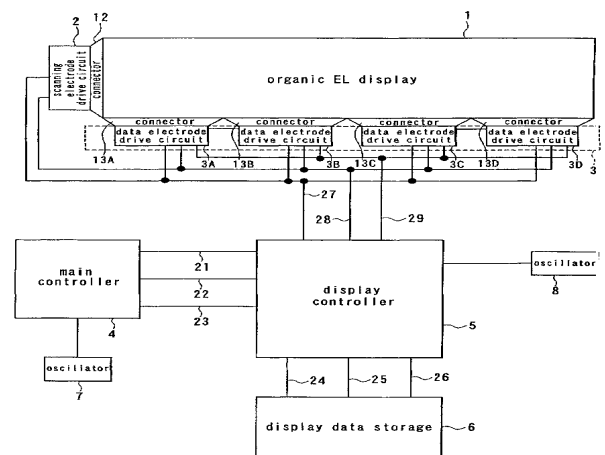 2
12
1
scanning
electrode
drive circuit
connector
organic EL display
connector
connector
connector
connector
data electrode
drive circuit
data electrode
drive circuit
data electrode
drive circuit
data electrode
drive circuit
13A
3A
13B
3B
13C
3C
13D
3D
3
27
28
29
main
controller
4
21
22
23
display
controller
5
oscillator
8
oscillator
7
24
25
26
display data storage
6